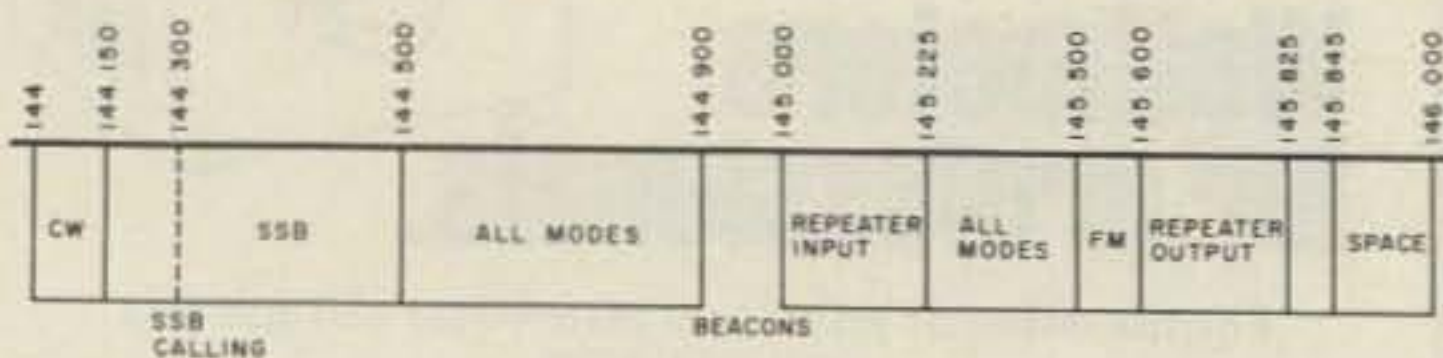 144
144 150
144 300
144 500
144 900
145 000
145 225
145 500
145 600
145 825
145 845
146 000
CW
SSB
ALL MODES
REPEATER
INPUT
ALL
MODES
FM
REPEATER
OUTPUT
SPACE
SSB
CALLING
BEACONS